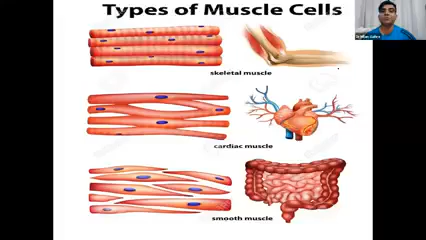 Types of Muscle Cells
skeletal muscle
cardiac muscle
smooth muscle